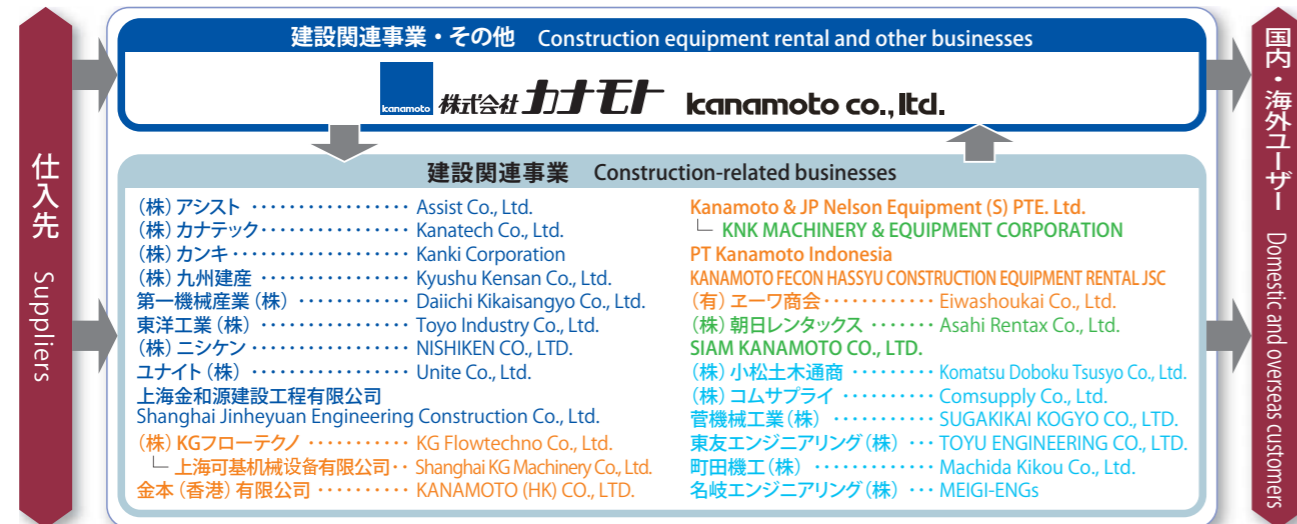 仕入先 Suppliers
建設関連事業・その他 Construction equipment rental and other businesses
kanamoto 株式会社カナモト kanamoto co., ltd.
建設関連事業 Construction-related businesses
(株)アシスト ················ Assist Co., Ltd.
(株)カナテック ················ Kanatech Co., Ltd.
(株)カンキ ··················· Kanki Corporation
(株)九州建産 ················ Kyushu Kensan Co., Ltd.
第一機械産業(株) ············ Daiichi Kikaisangyo Co., Ltd.
東洋工業(株) ················ Toyo Industry Co., Ltd.
(株)ニシケン ················ NISHIKEN CO., LTD.
ユナイト(株) ················· Unite Co., Ltd.
上海金和源建設工程有限公司
Shanghai Jinheyuan Engineering Construction Co., Ltd.
(株)KGフローテクノ ··········· KG Flowtechno Co., Ltd.
└ 上海可基机械设备有限公司·· Shanghai KG Machinery Co., Ltd.
金本(香港)有限公司 ·········· KANAMOTO (HK) CO., LTD.
Kanamoto & JP Nelson Equipment (S) PTE. Ltd.
└ KNK MACHINERY & EQUIPMENT CORPORATION
PT Kanamoto Indonesia
KANAMOTO FECON HASSYU CONSTRUCTION EQUIPMENT RENTAL JSC
(有)ヱーワ商会 ············ Eiwashoukai Co., Ltd.
(株)朝日レンタックス ······· Asahi Rentax Co., Ltd.
SIAM KANAMOTO CO., LTD.
(株)小松土木通商 ········· Komatsu Doboku Tsusyo Co., Ltd.
(株)コムサプライ ·········· Comsupply Co., Ltd.
菅機械工業(株) ··········· SUGAKIKAI KOGYO CO., LTD.
東友エンジニアリング(株) ··· TOYU ENGINEERING CO., LTD.
町田機工(株) ············· Machida Kikou Co., Ltd.
名岐エンジニアリング(株) ··· MEIGI-ENGs
国内・海外ユーザー Domestic and overseas customers